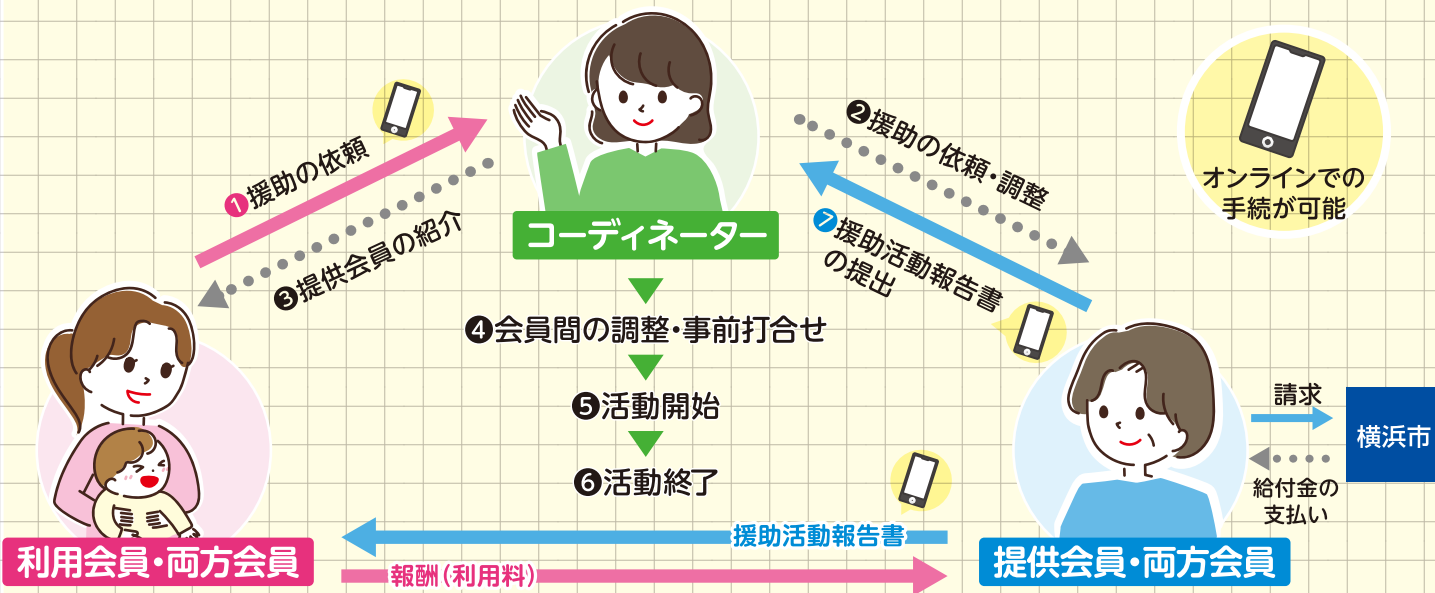 ❶援助の依頼
❸提供会員の紹介
コーディネーター
❷援助の依頼・調整
❼援助活動報告書
の提出
オンラインでの
手続が可能
❹会員間の調整・事前打合せ
❺活動開始
❻活動終了
請求
横浜市
給付金の
支払い
援助活動報告書
報酬(利用料)
利用会員・両方会員
提供会員・両方会員